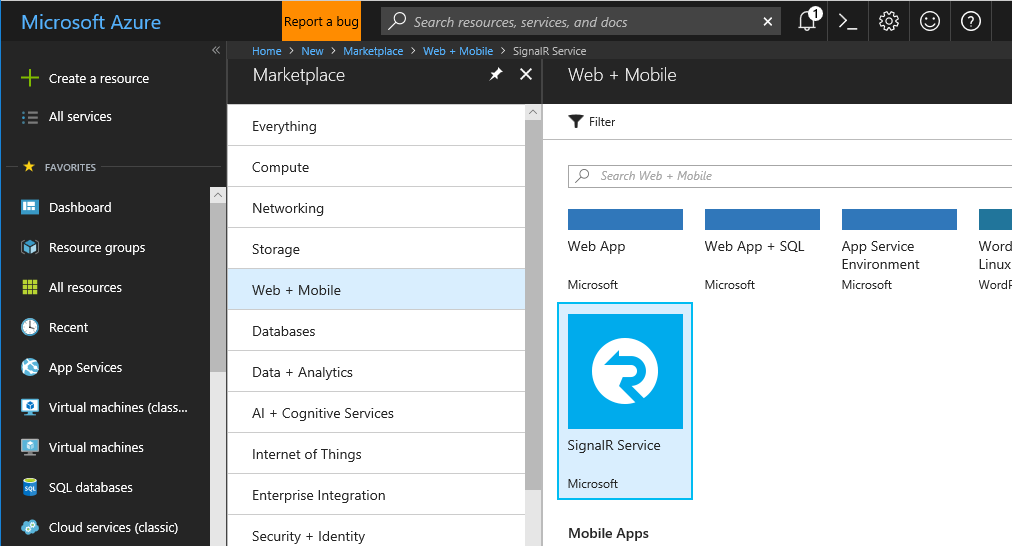 Microsoft Azure
Report a bug
Search resources, services, and docs
1
Home > New > Marketplace > Web + Mobile > SignalR Service
Create a resource
All services
FAVORITES
Dashboard
Resource groups
All resources
Recent
App Services
Virtual machines (class...
Virtual machines
SQL databases
Cloud services (classic)
Marketplace
Everything
Compute
Networking
Storage
Web + Mobile
Databases
Data + Analytics
AI + Cognitive Services
Internet of Things
Enterprise Integration
Security + Identity
Web + Mobile
Filter
Search Web + Mobile
Web App
Microsoft
Web App + SQL
Microsoft
App Service
Environment
Microsoft
Word
Linux
WordP
SignalR Service
Microsoft
Mobile Apps